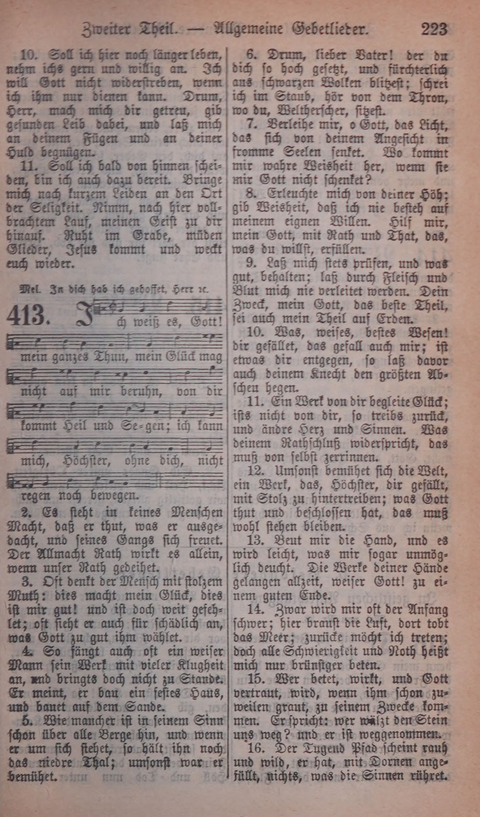 Zweiter Theil. — Allgemeine Gebetlieder. 223
10. Soll ich hier noch länger leben,
nehm ichs gern und willig an. Ich
will Gott nicht widerstreben, wenn
ich ihm nur dienen kann. Drum,
Herr, mach mich dir getreu, gib
gesunden Leib dabei, und laß mich
an deinem Fügen und an deiner
Huld begnügen.
11. Soll ich bald von hinnen schei-
den, bin ich auch dazu bereit. Bringe
mich nach kurzem Leiden an den Ort
der Seligkeit. Nimm, nach hier voll-
brachtem Lauf, meinen Geist zu dir
hinauf. Ruht im Grabe, müden
Glieder, Jesus kommt und weckt
euch wieder.
Mel. In dich hab ich gehoffet, Herr ꝛc.
413. Ich weiß es, Gott!
mein ganzes Thun, mein Glück mag
nicht auf mir beruhn, von dir
kommt Heil und Se-gen; ich kann
mich, Höchster, ohne dich, nicht
regen noch bewegen.
2. Es steht in keines Menschen
Macht, daß er thut, was er ausge-
dacht, und seines Gangs sich freuet.
Der Allmacht Rath wirkt es allein,
wenn unser Rath gedeihet.
3. Oft denkt der Mensch mit stolzem
Muth: dies macht mein Glück, dies
ist mir gut! und ist doch weit gefeh-
let; oft sieht er auch für schädlich an,
was Gott zu gut ihm wählet.
4. So fängt auch oft ein weiser
Mann sein Werk mit vieler Klugheit
an, und bringts doch nicht zu Stande.
Er meint, er bau ein festes Haus,
und bauet auf dem Sande.
5. Wie mancher ist in seinem Sinn
schon über alle Berge hin, und wenn
er um sich siehet, so hält ihn noch
das niedre Thal; umsonst war er
bemühet.
6. Drum, lieber Vater! der du
dich so hoch gesetzt, und fürchterlich
aus schwarzen Wolken blitzest; schrei
ich im Staub, hör von dem Thron,
wo du, Weltherrscher, sitzest.
7. Verleihe mir, o Gott, das Licht,
das sich von deinem Angesicht in
fromme Seelen senket. Wo kommt
mir wahre Weisheit her, wenn sie
mir Gott nicht schenket?
8. Erleuchte mich von deiner Höh;
gib Weisheit, daß ich nie besteh auf
meinem eignen Willen. Hilf mir,
mein Gott, mit Rath und That, das,
was du willst, erfüllen.
9. Laß mich stets prüfen, und was
gut, behalten; laß durch Fleisch und
Blut mich nie verleitet werden. Dein
Zweck, mein Gott, das beste Theil,
sei auch mein Theil auf Erden.
10. Was, weises, bestes Wesen!
dir gefället, das gefall auch mir; ist
etwas dir entgegen, so laß davor
auch deinem Knecht den größten Ab-
schen hegen.
11. Ein Werk von dir begleite Glück;
ists nicht von dir, so treibs zurück,
und ändre Herz und Sinnen. Was
deinem Rathschluß widerspricht, das
muß von selbst zerrinnen.
12. Umsonst bemühet sich die Welt,
ein Werk, das, Höchster, dir gefällt,
mit Stolz zu hintertreiben; was Gott
thut und beschlossen hat, das muß
wohl stehen bleiben.
13. Beut mir die Hand, und es
wird leicht, was mir sogar unmög-
lich deucht. Die Werke deiner Hände
gelangen allzeit, weiser Gott! zu ei-
nem guten Ende.
14. Zwar wird mir oft der Anfang
schwer; hier braust die Luft, dort tobt
das Meer; zurücke möcht ich treten;
doch alle Schwierigkeit und Noth heißt
mich nur brünstger beten.
15. Wer betet, wirkt, und Gott
vertraut, wird, wenn ihm schon zu-
weilen graut, zu seinem Zwecke kom-
men. Er spricht: wer wälzt den Stein
uns weg? und er ist weggenommen.
16. Der Tugend Pfad scheint rauh
und wild, er hat, mit Dornen ange-
füllt, nichts, was die Sinnen rühret.